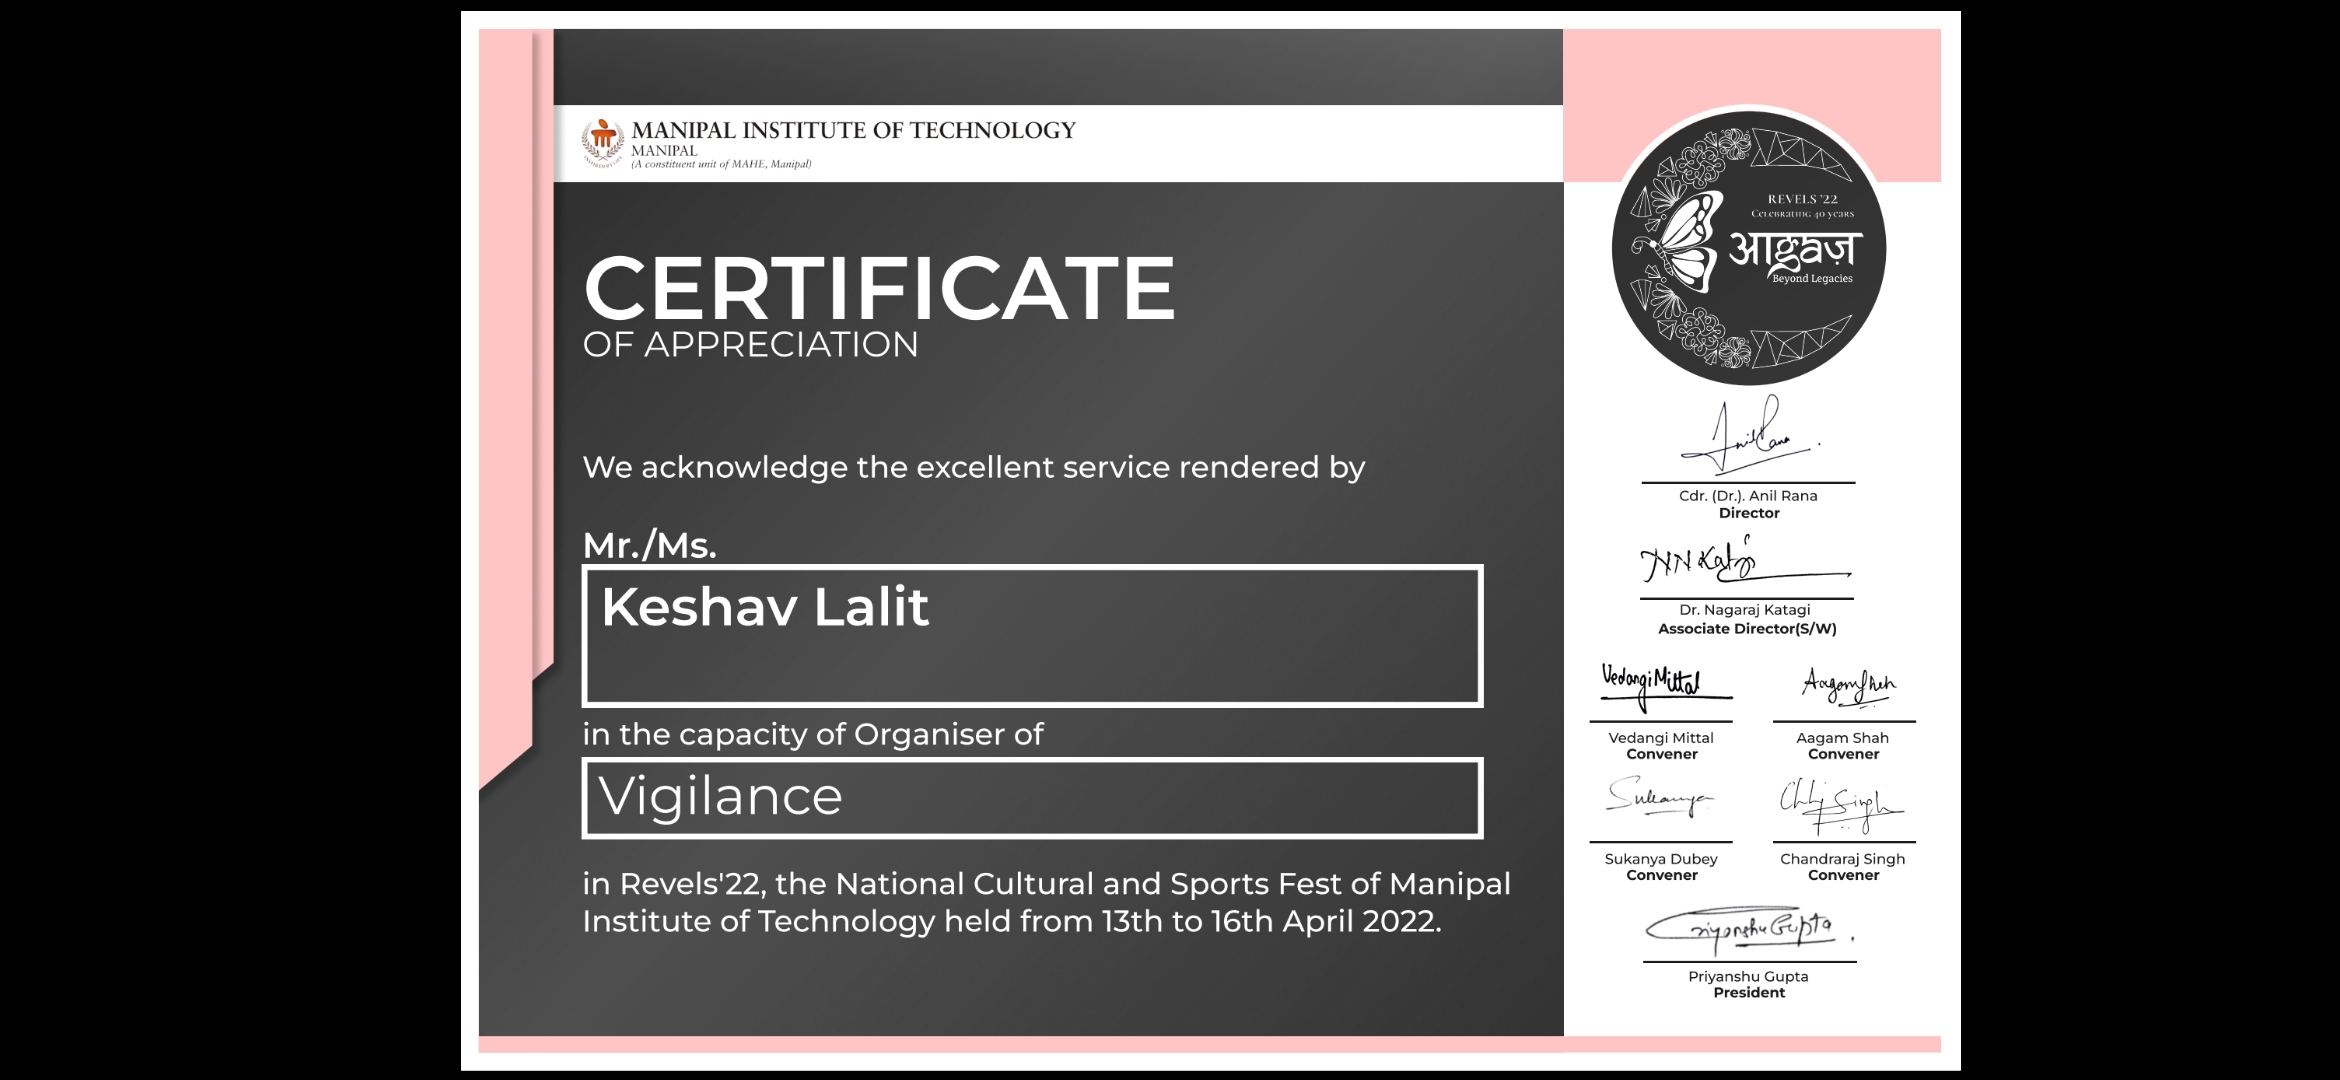 MANIPAL INSTITUTE OF TECHNOLOGY
MANIPAL
(A constituent unit of MAHE, Manipal)
CERTIFICATE
OF APPRECIATION
We acknowledge the excellent service rendered by
Mr./Ms.
Keshav Lalit
in the capacity of Organiser of
Vigilance
in Revels'22, the National Cultural and Sports Fest of Manipal
Institute of Technology held from 13th to 16th April 2022.
REVELS '22
Celebrating 40 years
आगाज़
Beyond Legacies
Anil Rana
Cdr. (Dr.). Anil Rana
Director
NN Katagi
Dr. Nagaraj Katagi
Associate Director(S/W)
Vedangi Mittal
Vedangi Mittal
Convener
Aagam Shah
Aagam Shah
Convener
Sukanya
Sukanya Dubey
Convener
Singh
Chandraraj Singh
Convener
Priyanshu Gupta
Priyanshu Gupta
President